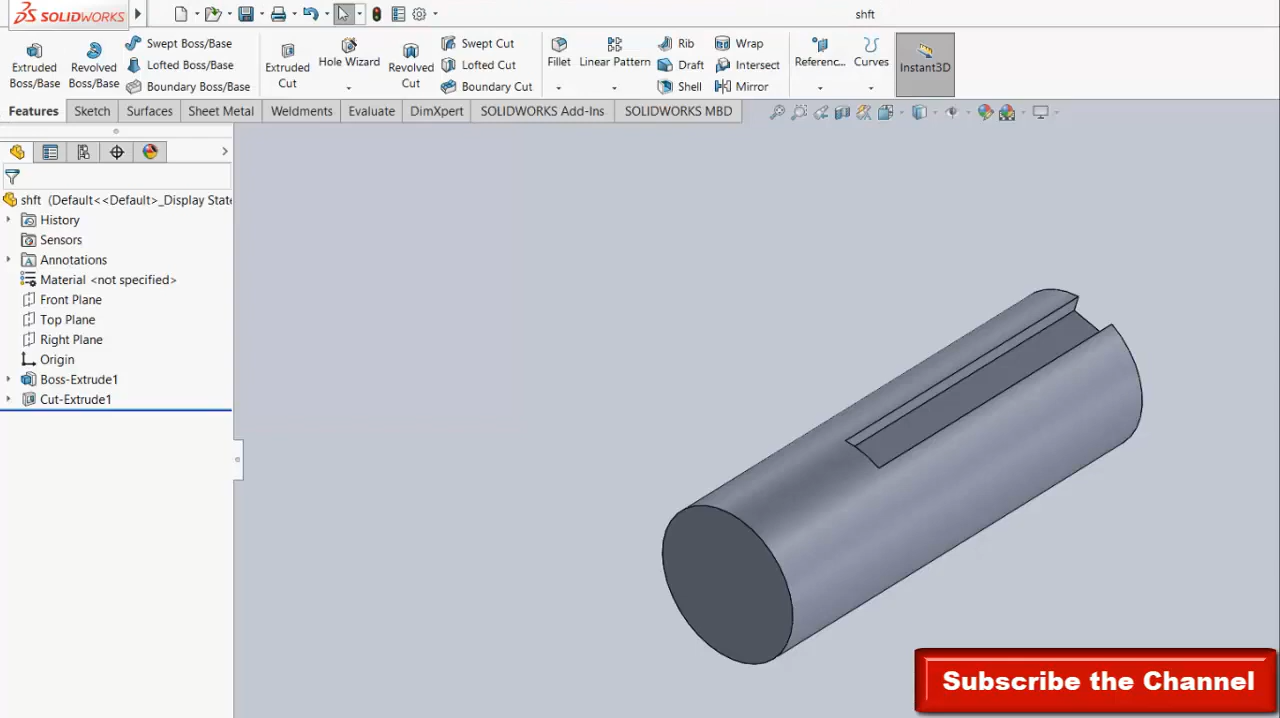 SOLIDWORKS
shft
Extruded Boss/Base
Revolved Boss/Base
Swept Boss/Base
Lofted Boss/Base
Boundary Boss/Base
Extruded Cut
Hole Wizard
Revolved Cut
Swept Cut
Lofted Cut
Boundary Cut
Fillet
Linear Pattern
Rib
Draft
Shell
Wrap
Intersect
Mirror
Referenc...
Curves
Instant3D
Features
Sketch
Surfaces
Sheet Metal
Weldments
Evaluate
DimXpert
SOLIDWORKS Add-Ins
SOLIDWORKS MBD
shft (Default<<Default>_Display State
History
Sensors
Annotations
Material <not specified>
Front Plane
Top Plane
Right Plane
Origin
Boss-Extrude1
Cut-Extrude1
Subscribe the Channel